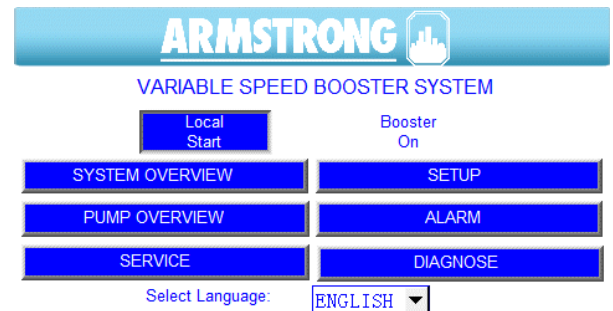 ARMSTRONG
VARIABLE SPEED BOOSTER SYSTEM
Local
Start
Booster
On
SYSTEM OVERVIEW
SETUP
PUMP OVERVIEW
ALARM
SERVICE
DIAGNOSE
Select Language:
ENGLISH